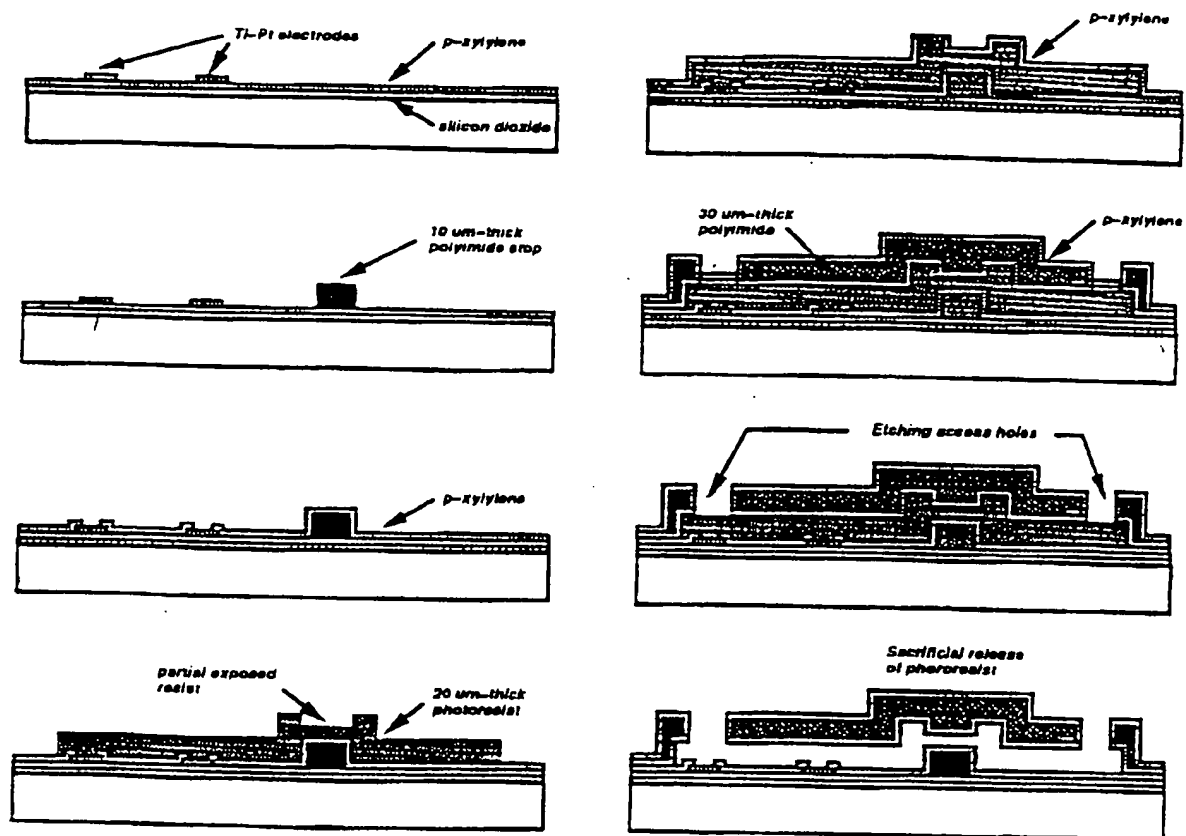 Ti-Pt electrodes
p-xylylene
silicon dioxide
10 um-thick
polyimide stop
p-xylylene
partial exposed
resist
20 um-thick
photoresist
p-xylylene
30 um-thick
polyimide
p-xylylene
Etching access holes
Sacrificial release
of photoresist